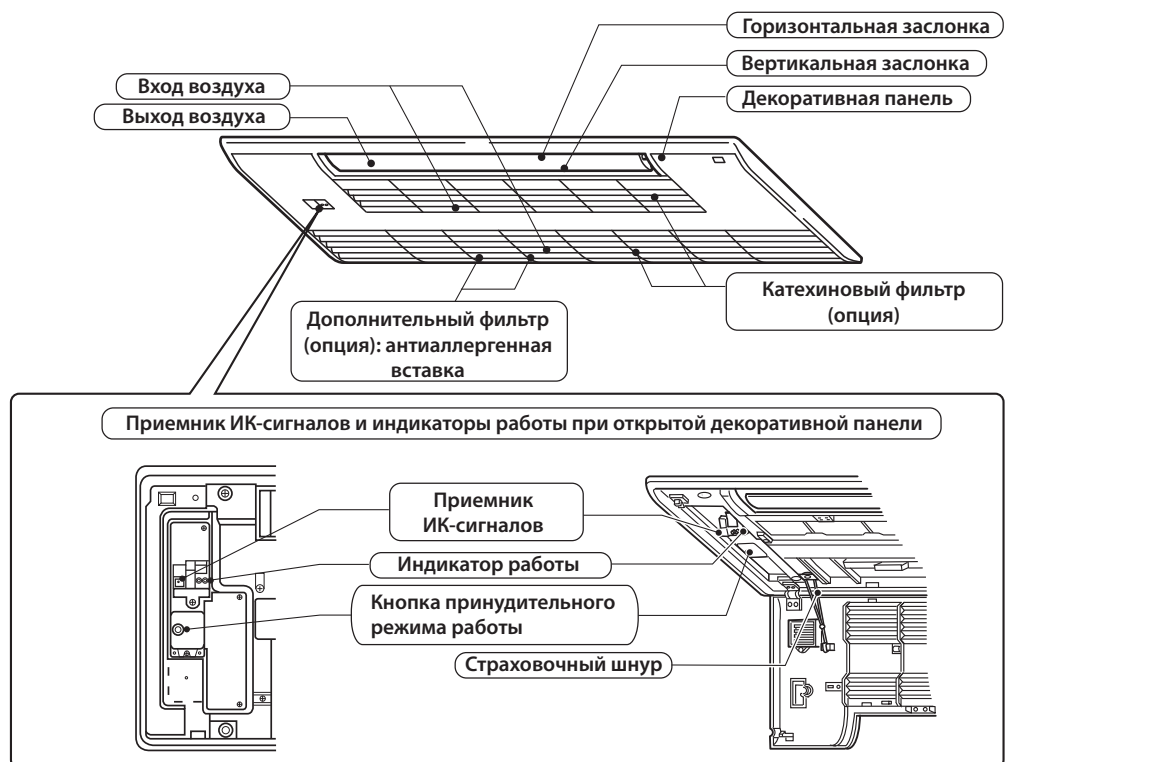 Горизонтальная заслонка
Вертикальная заслонка
Вход воздуха
Декоративная панель
Выход воздуха
Катехиновый фильтр
(опция)
Дополнительный фильтр
(опция): антиаллергенная
вставка
Приемник ИК-сигналов и индикаторы работы при открытой декоративной панели
Приемник
ИК-сигналов
Индикатор работы
Кнопка принудительного
режима работы
Страховочный шнур